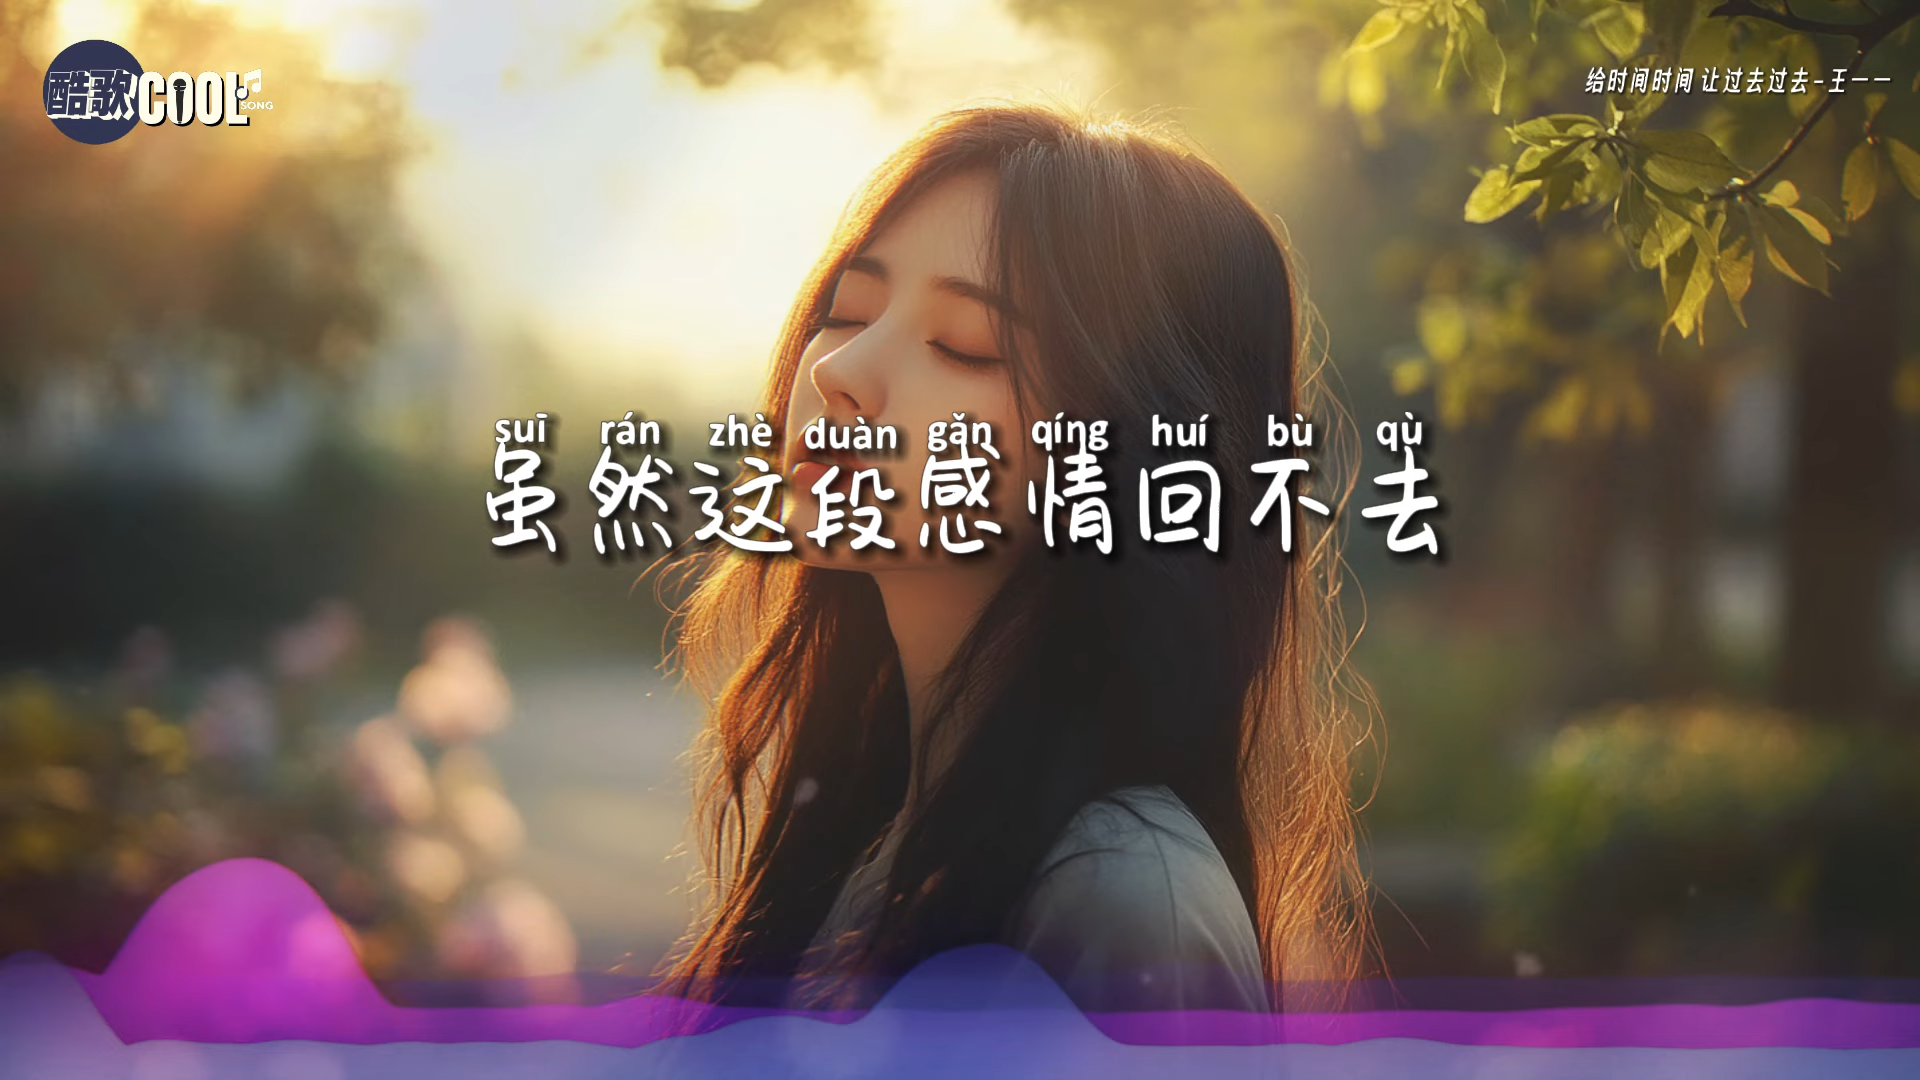 酷歌COOL
SONG
给时间时间 让过去过去 - 王一一
suī rán zhè duàn gǎn qíng huí bù qù
虽然这段感情回不去